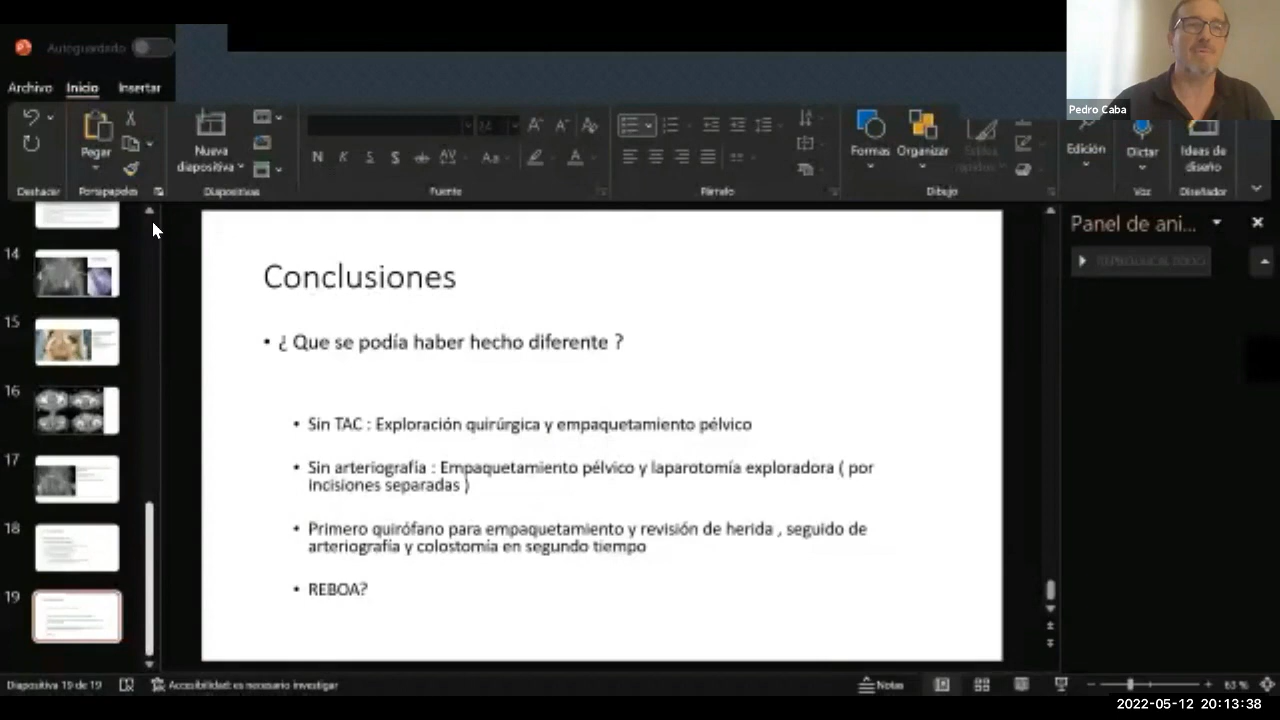 Autoguardado
Archivo Inicio Insertar
Pedro Caba
Pegar
Nueva
diapositiva
N K S S ab AV Aa A
Formas Organizar
Edición Dictar
Ideas de
diseño
Deshacer Portapapeles Diapositivas Fuente Párrafo Dibujo Voz Diseñador
Panel de ani...
REPRODUCIR TODO
14
15
16
17
18
19
Conclusiones
• ¿ Que se podía haber hecho diferente ?
• Sin TAC : Exploración quirúrgica y empaquetamiento pélvico
• Sin arteriografía : Empaquetamiento pélvico y laparotomía exploradora ( por
incisiones separadas )
• Primero quirófano para empaquetamiento y revisión de herida , seguido de
arteriografía y colostomía en segundo tiempo
• REBOA?
Diapositiva 19 de 19 Accesibilidad: es necesario investigar Notas 63 %
2022-05-12 20:13:38